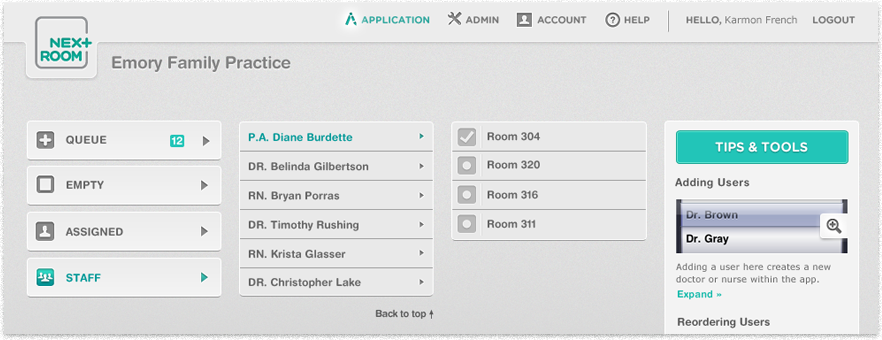 APPLICATION
ADMIN
ACCOUNT
HELP
HELLO, Karmon French
LOGOUT
NEX+
ROOM
Emory Family Practice
QUEUE 12
EMPTY
ASSIGNED
STAFF
P.A. Diane Burdette
DR. Belinda Gilbertson
RN. Bryan Porras
DR. Timothy Rushing
RN. Krista Glasser
DR. Christopher Lake
Back to top
Room 304
Room 320
Room 316
Room 311
TIPS & TOOLS
Adding Users
Dr. Brown
Dr. Gray
Adding a user here creates a new
doctor or nurse within the app.
Expand »
Reordering Users